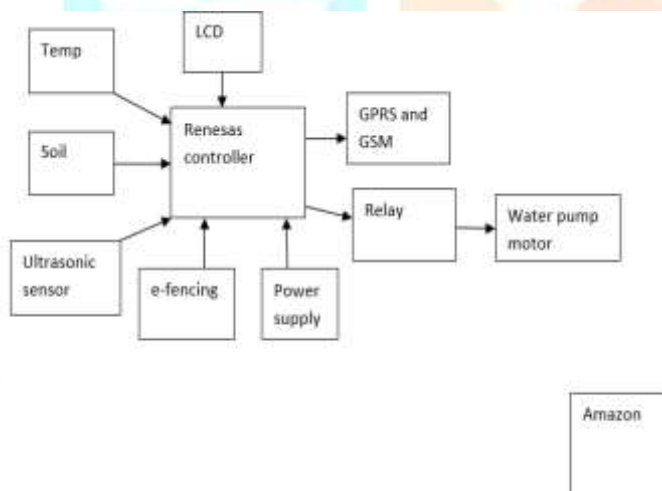 LCD
Temp
Renesas
controller
GPRS and
GSM
Soil
Relay
Water pump
motor
Ultrasonic
sensor
e-fencing
Power
supply
Amazon